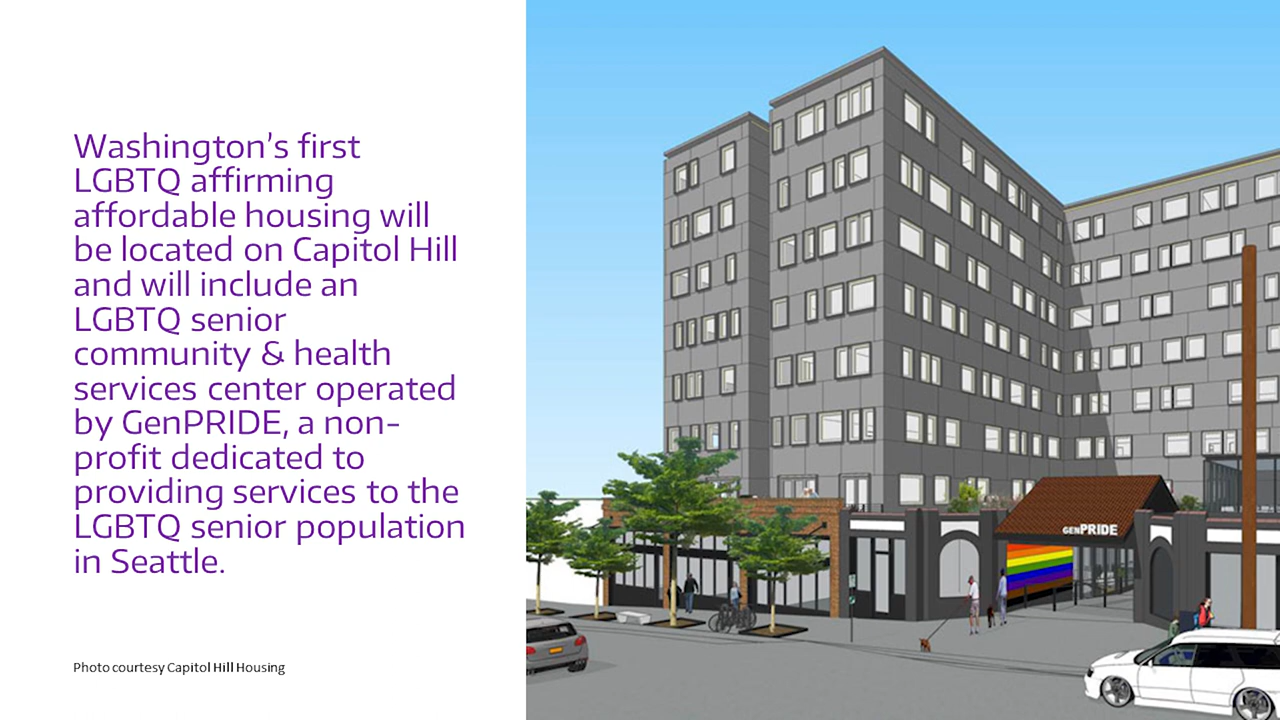 Washington’s first
LGBTQ affirming
affordable housing will
be located on Capitol Hill
and will include an
LGBTQ senior
community & health
services center operated
by GenPRIDE, a non-
profit dedicated to
providing services to the
LGBTQ senior population
in Seattle.
Photo courtesy Capitol Hill Housing
GENPRIDE